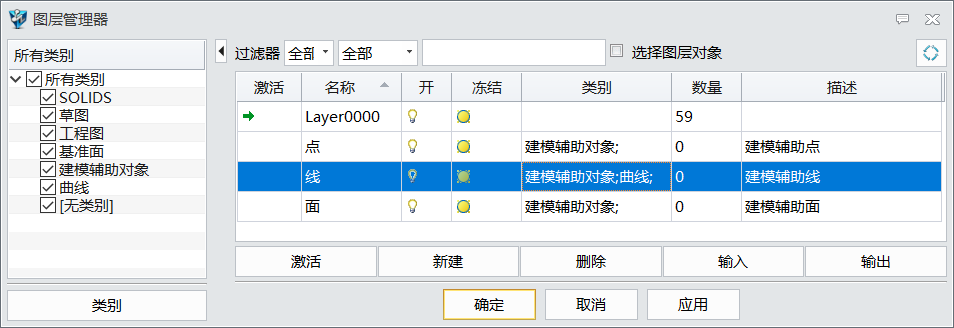 图层管理器
所有类别
所有类别
SOLIDS
草图
工程图
基准面
建模辅助对象
曲线
[无类别]
类别
过滤器 全部 全部 选择图层对象
激活 名称 开 冻结 类别 数量 描述
Layer0000 59
点 建模辅助对象; 0 建模辅助点
线 建模辅助对象;曲线; 0 建模辅助线
面 建模辅助对象; 0 建模辅助面
激活 新建 删除 输入 输出
确定 取消 应用